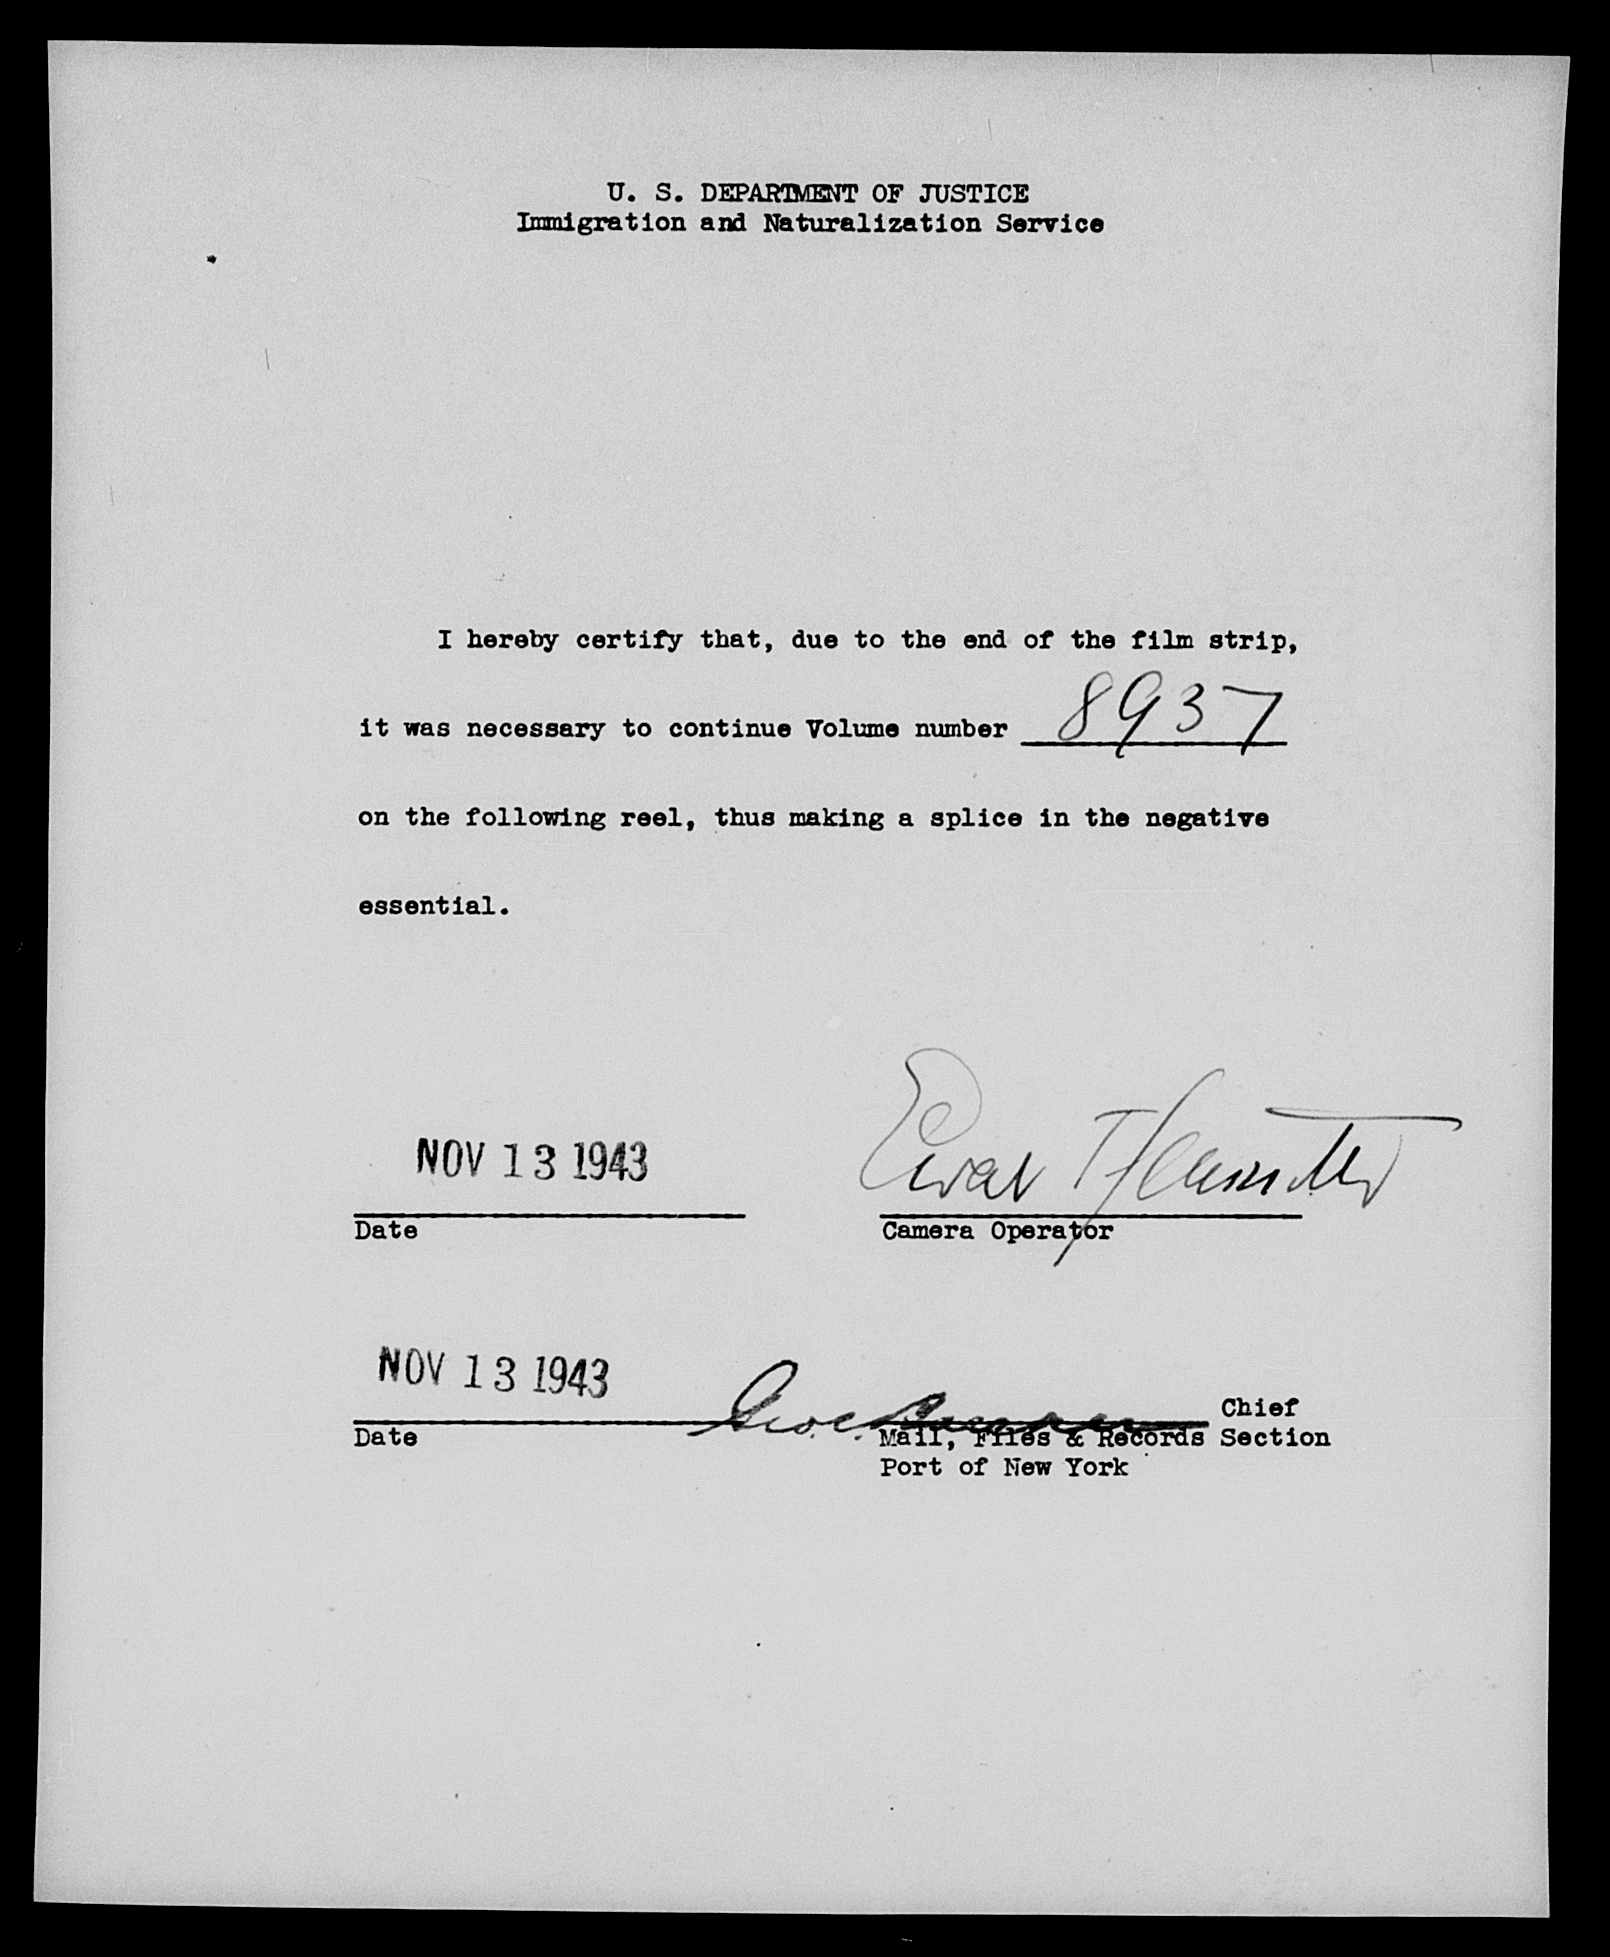 U. S. DEPARTMENT OF JUSTICE
Immigration and Naturalization Service
I hereby certify that, due to the end of the film strip,
it was necessary to continue Volume number 8937
on the following reel, thus making a splice in the negative
essential.
NOV 13 1943
Date
Camera Operator
NOV 13 1943
Date
Chief
Mail, Files & Records Section
Port of New York